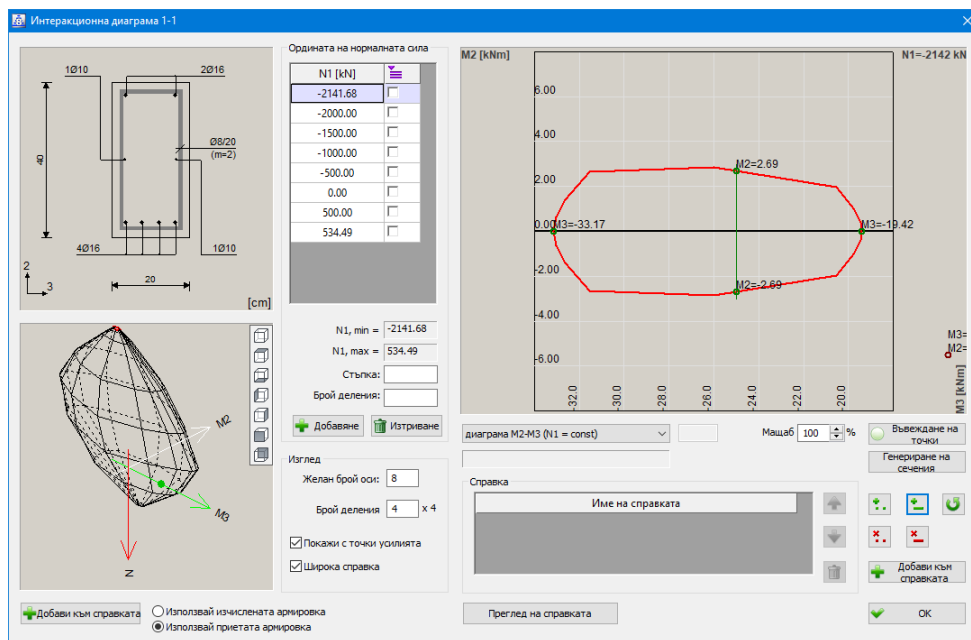 Интеракционна диаграма 1-1
1Ø10
2Ø16
Ø8/20
(m=2)
40
4Ø16
1Ø10
20
2
3
[cm]
M2
M3
Z
Ордината на нормалната сила
N1 [kN]
-2141.68
-2000.00
-1500.00
-1000.00
-500.00
0.00
500.00
534.49
N1, min = -2141.68
N1, max = 534.49
Стъпка:
Брой деления:
Добавяне
Изтриване
Изглед
Желан брой оси: 8
Брой деления 4 x 4
Покажи с точки усилията
Широка справка
M2 [kNm]
N1=-2142 kN
6.00
4.00
M2=2.69
2.00
0.00
M3=-33.17
M3=-19.42
-2.00
M2=-2.69
-4.00
-6.00
M3=
M2=
M3 [kNm]
-32.0
-30.0
-28.0
-26.0
-24.0
-22.0
-20.0
диаграма M2-M3 (N1 = const)
Мащаб 100 %
Въвеждане на точки
Генериране на сечения
Справка
Име на справката
Добави към справката
Добави към справката
Използвай изчислената армировка
Използвай приетата армировка
Преглед на справката
OK